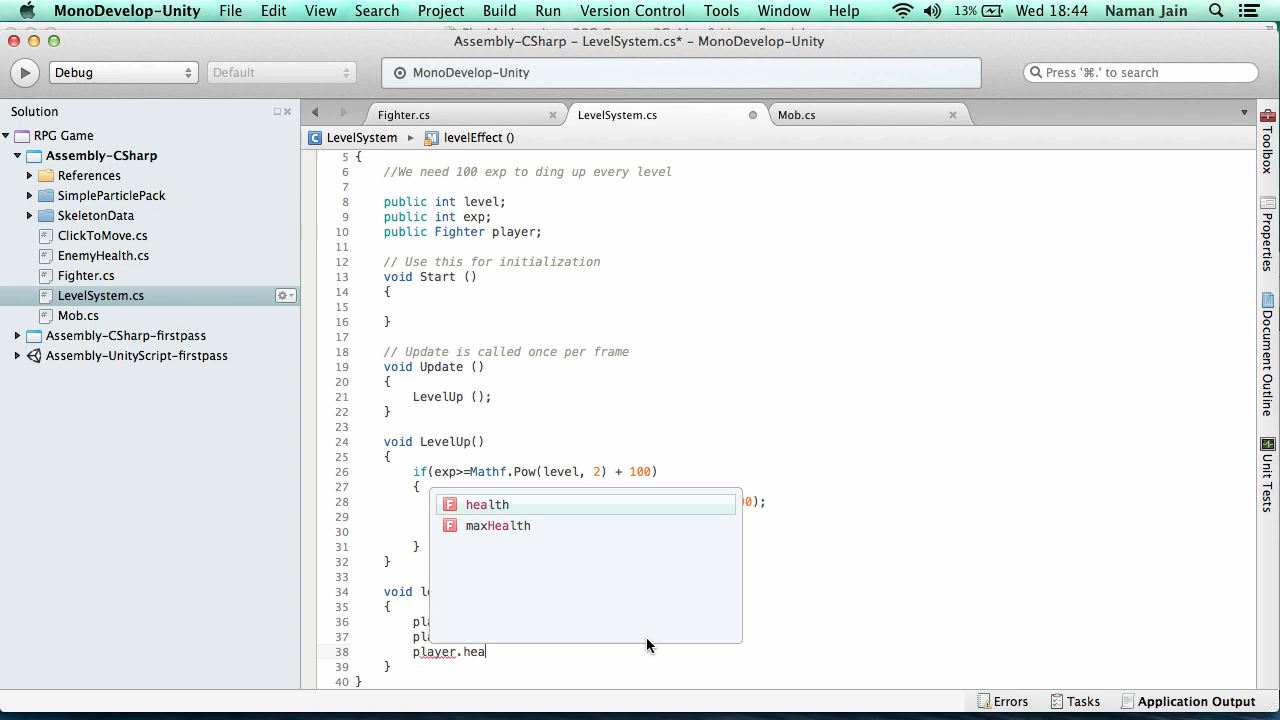 MonoDevelop-Unity File Edit View Search Project Build Run Version Control Tools Window Help 13% Wed 18:44 Naman Jain
Assembly-CSharp – LevelSystem.cs* – MonoDevelop-Unity
Debug Default MonoDevelop-Unity Press '⌘.' to search
Solution
RPG Game
Assembly-CSharp
References
SimpleParticlePack
SkeletonData
ClickToMove.cs
EnemyHealth.cs
Fighter.cs
LevelSystem.cs
Mob.cs
Assembly-CSharp-firstpass
Assembly-UnityScript-firstpass
Fighter.cs LevelSystem.cs Mob.cs
LevelSystem ▸ levelEffect ()
5 {
6 //We need 100 exp to ding up every level
7
8 public int level;
9 public int exp;
10 public Fighter player;
11
12 // Use this for initialization
13 void Start ()
14 {
15
16 }
17
18 // Update is called once per frame
19 void Update ()
20 {
21 LevelUp ();
22 }
23
24 void LevelUp()
25 {
26 if(exp>=Mathf.Pow(level, 2) + 100)
27 {
28 );
29
30
31 }
32 }
33
34 void
35 {
36
37
38 player.hea
39 }
40 }
health
maxHealth
Toolbox
Properties
Document Outline
Unit Tests
Errors Tasks Application Output